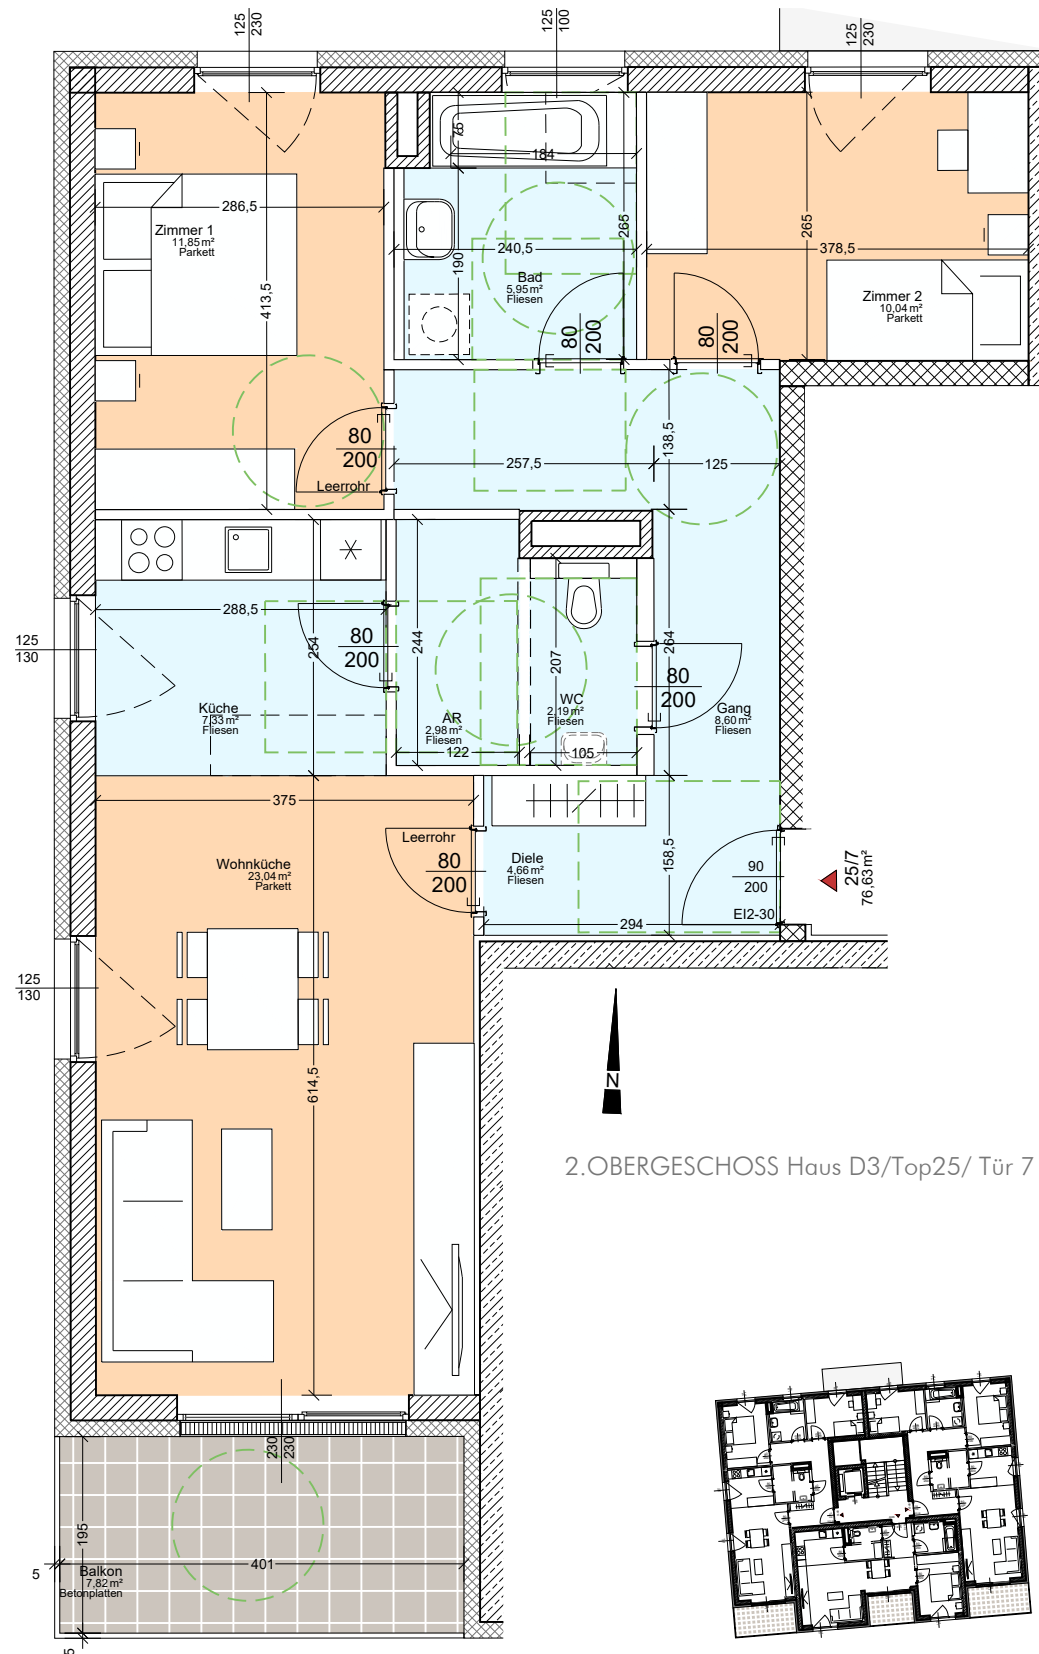 125
230
125
100
125
230
75
184
286,5
Zimmer 1
11,85 m²
Parkett
413,5
190
240,5
265
Bad
5,95 m²
Fliesen
265
378,5
Zimmer 2
10,04 m²
Parkett
80
200
80
200
80
200
Leerrohr
257,5
138,5
125
288,5
254
80
200
244
207
264
80
200
125
130
Küche
7,33 m²
Fliesen
AR
2,98 m²
Fliesen
122
WC
2,19 m²
Fliesen
105
Gang
8,60 m²
Fliesen
375
Leerrohr
80
200
Wohnküche
23,04 m²
Parkett
Diele
4,66 m²
Fliesen
158,5
90
200
EI2-30
294
25/7
76,63 m²
125
130
614,5
N
2.OBERGESCHOSS Haus D3/Top25/ Tür 7
230
230
195
401
5
Balkon
7,82 m²
Betonplatten
5